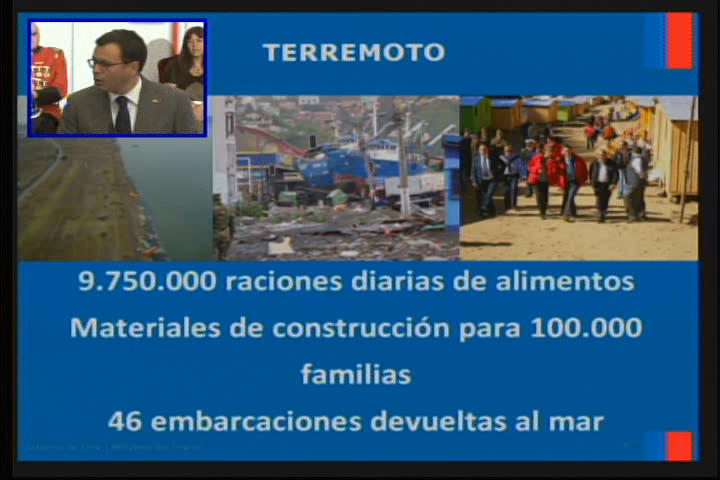 TERREMOTO
9.750.000 raciones diarias de alimentos
Materiales de construcción para 100.000
familias
46 embarcaciones devueltas al mar